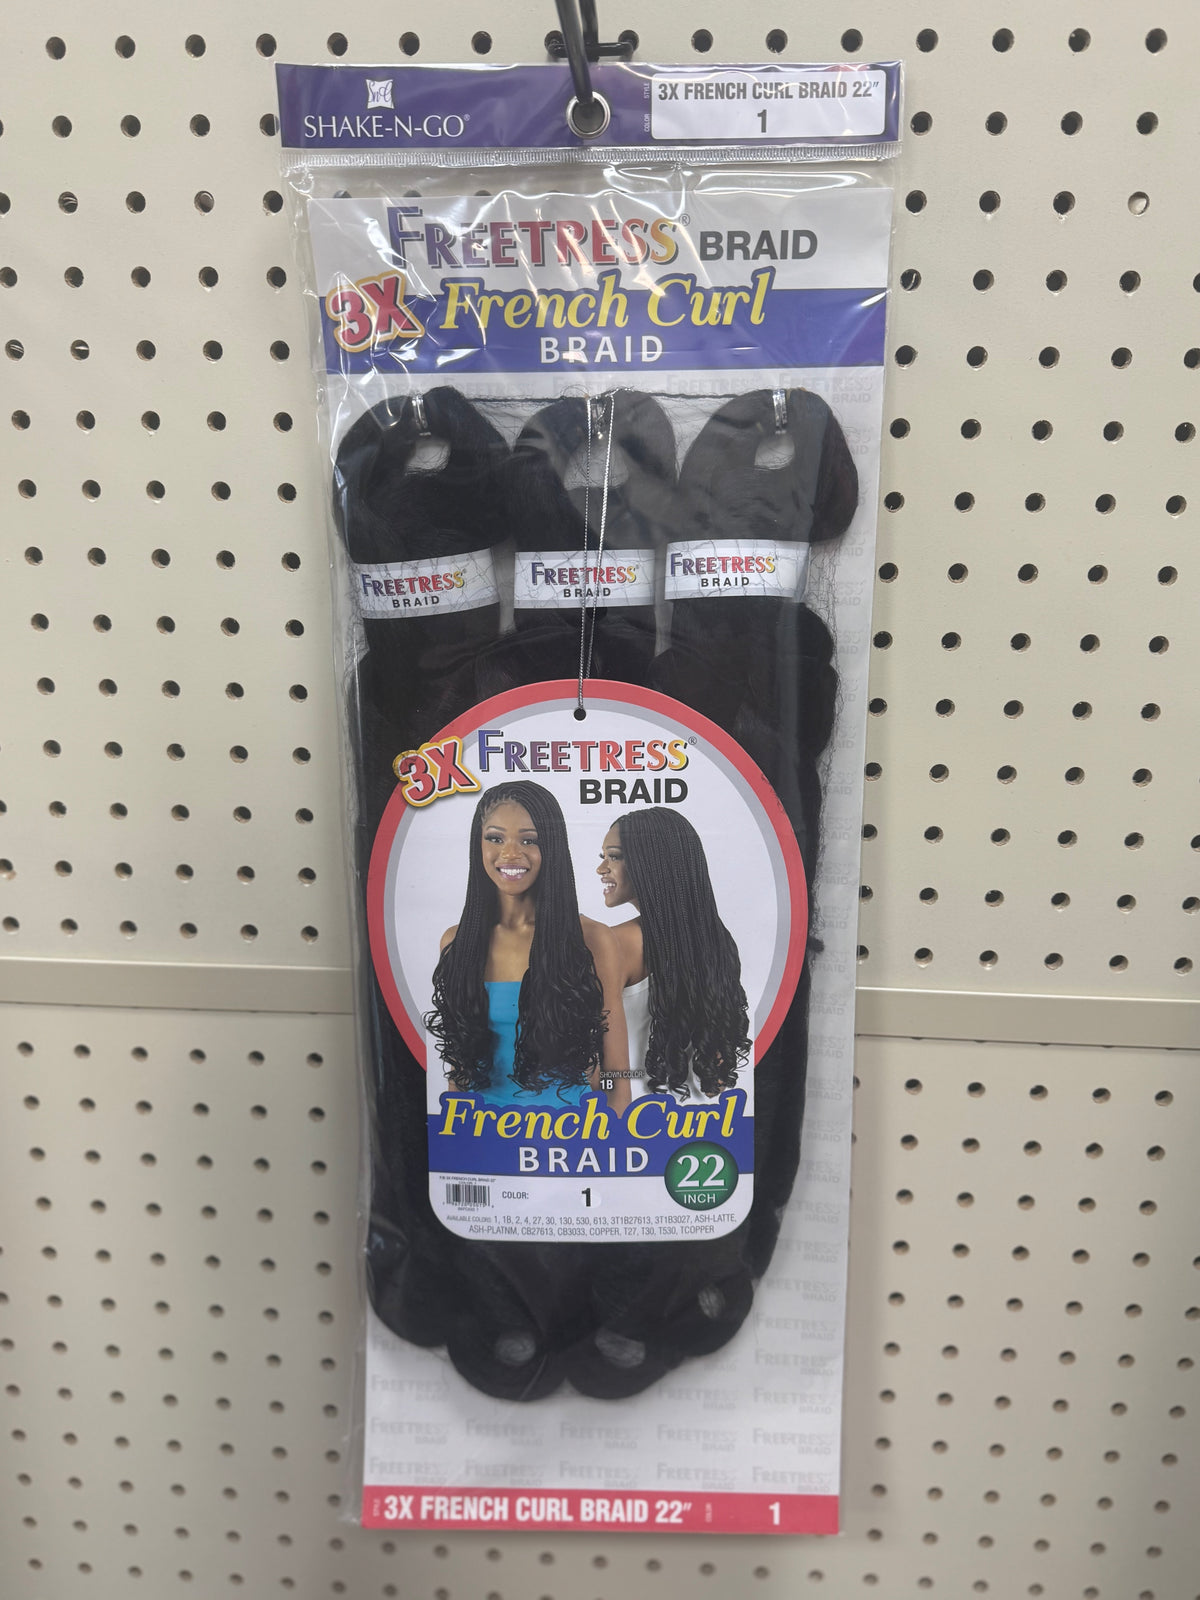 SnG
SHAKE-N-GO®
STYLE
3X FRENCH CURL BRAID 22"
COLOR
1
FREETRESS® BRAID
3X French Curl
BRAID
FREETRESS
BRAID
FREETRESS
BRAID
FREETRESS
BRAID
3X FREETRESS®
BRAID
SHOWN COLOR:
1B
French Curl
BRAID
22
INCH
COLOR: 1
AVAILABLE COLORS: 1, 1B, 2, 4, 27, 30, 130, 530, 613, 3T1B27613, 3T1B3027, ASH-LATTE,
ASH-PLATNM, CB27613, CB3033, COPPER, T27, T30, T530, TCOPPER
STYLE 3X FRENCH CURL BRAID 22" COLOR 1